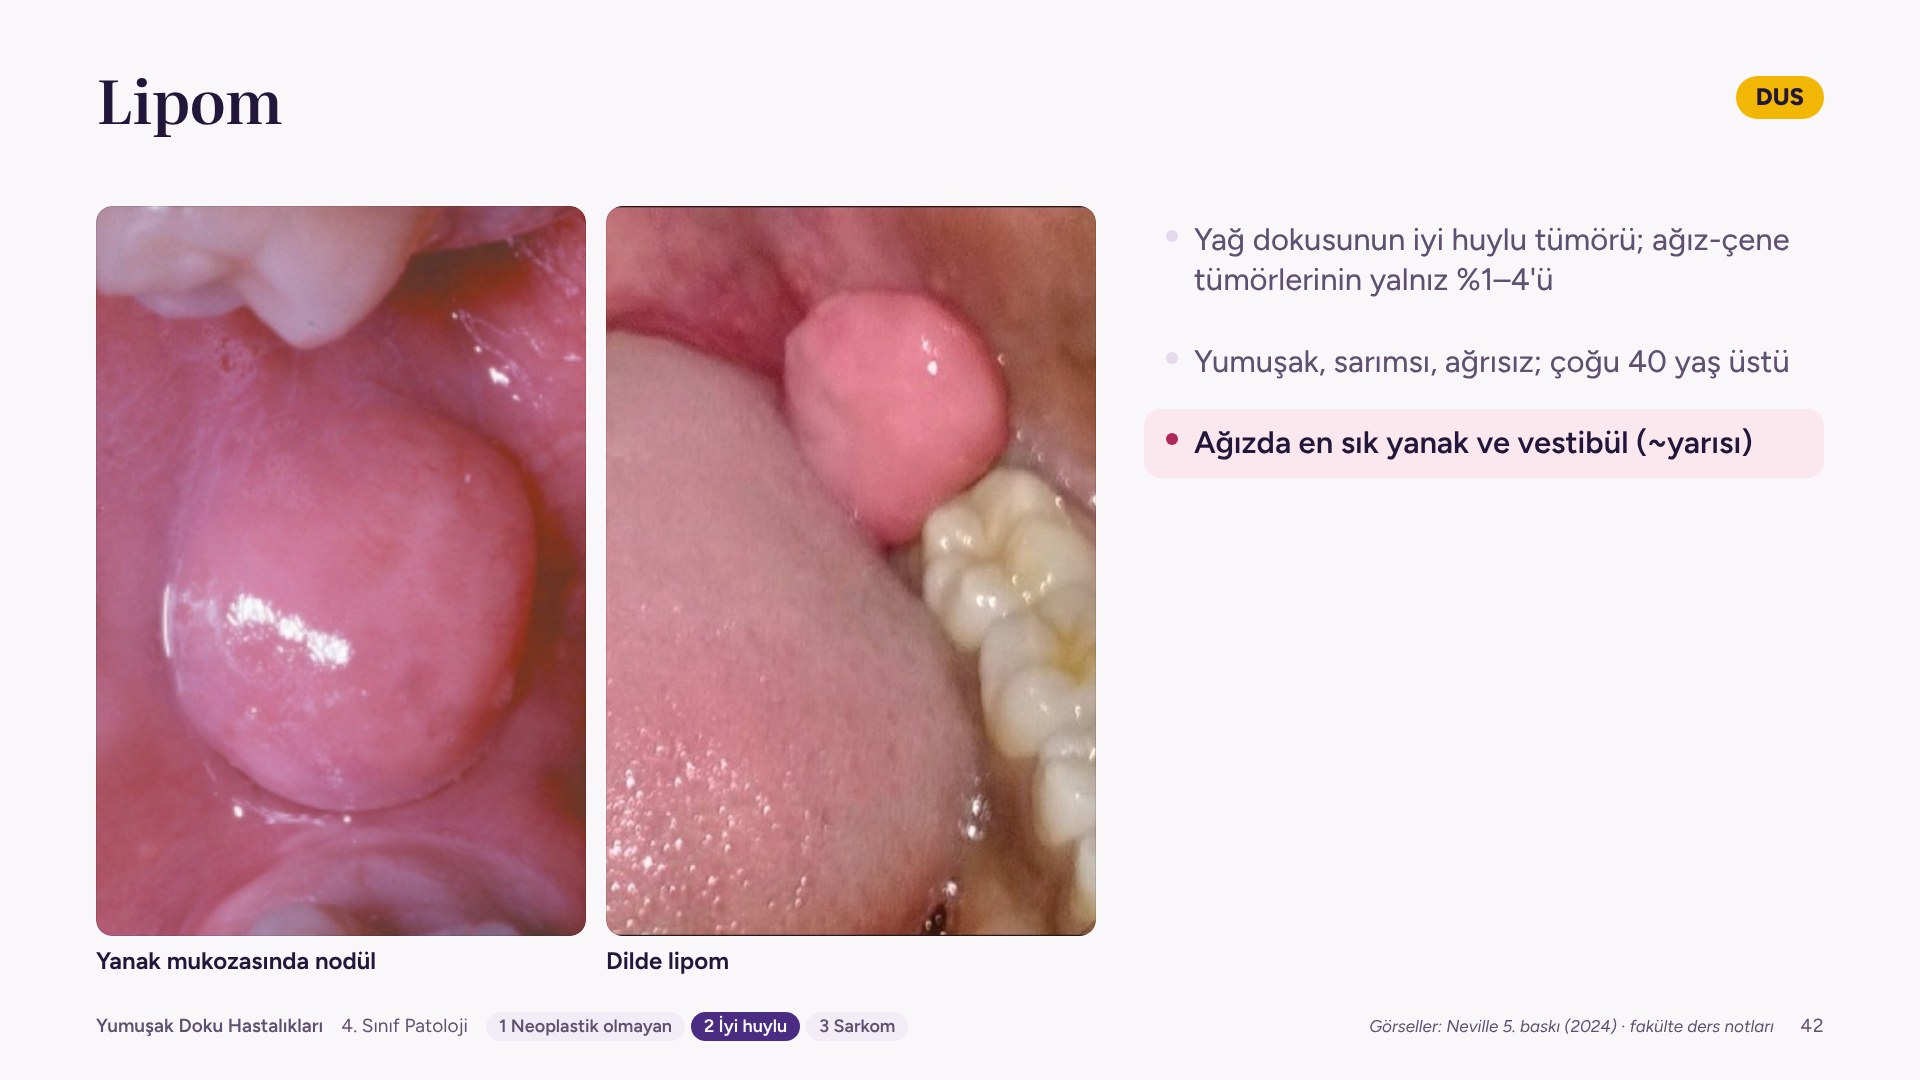 Lipom
DUS
Yağ dokusunun iyi huylu tümörü; ağız-çene
tümörlerinin yalnız %1–4'ü
Yumuşak, sarımsı, ağrısız; çoğu 40 yaş üstü
Ağızda en sık yanak ve vestibül (~yarısı)
Yanak mukozasında nodül
Dilde lipom
Yumuşak Doku Hastalıkları 4. Sınıf Patoloji 1 Neoplastik olmayan 2 İyi huylu 3 Sarkom
Görseller: Neville 5. baskı (2024) · fakülte ders notları 42